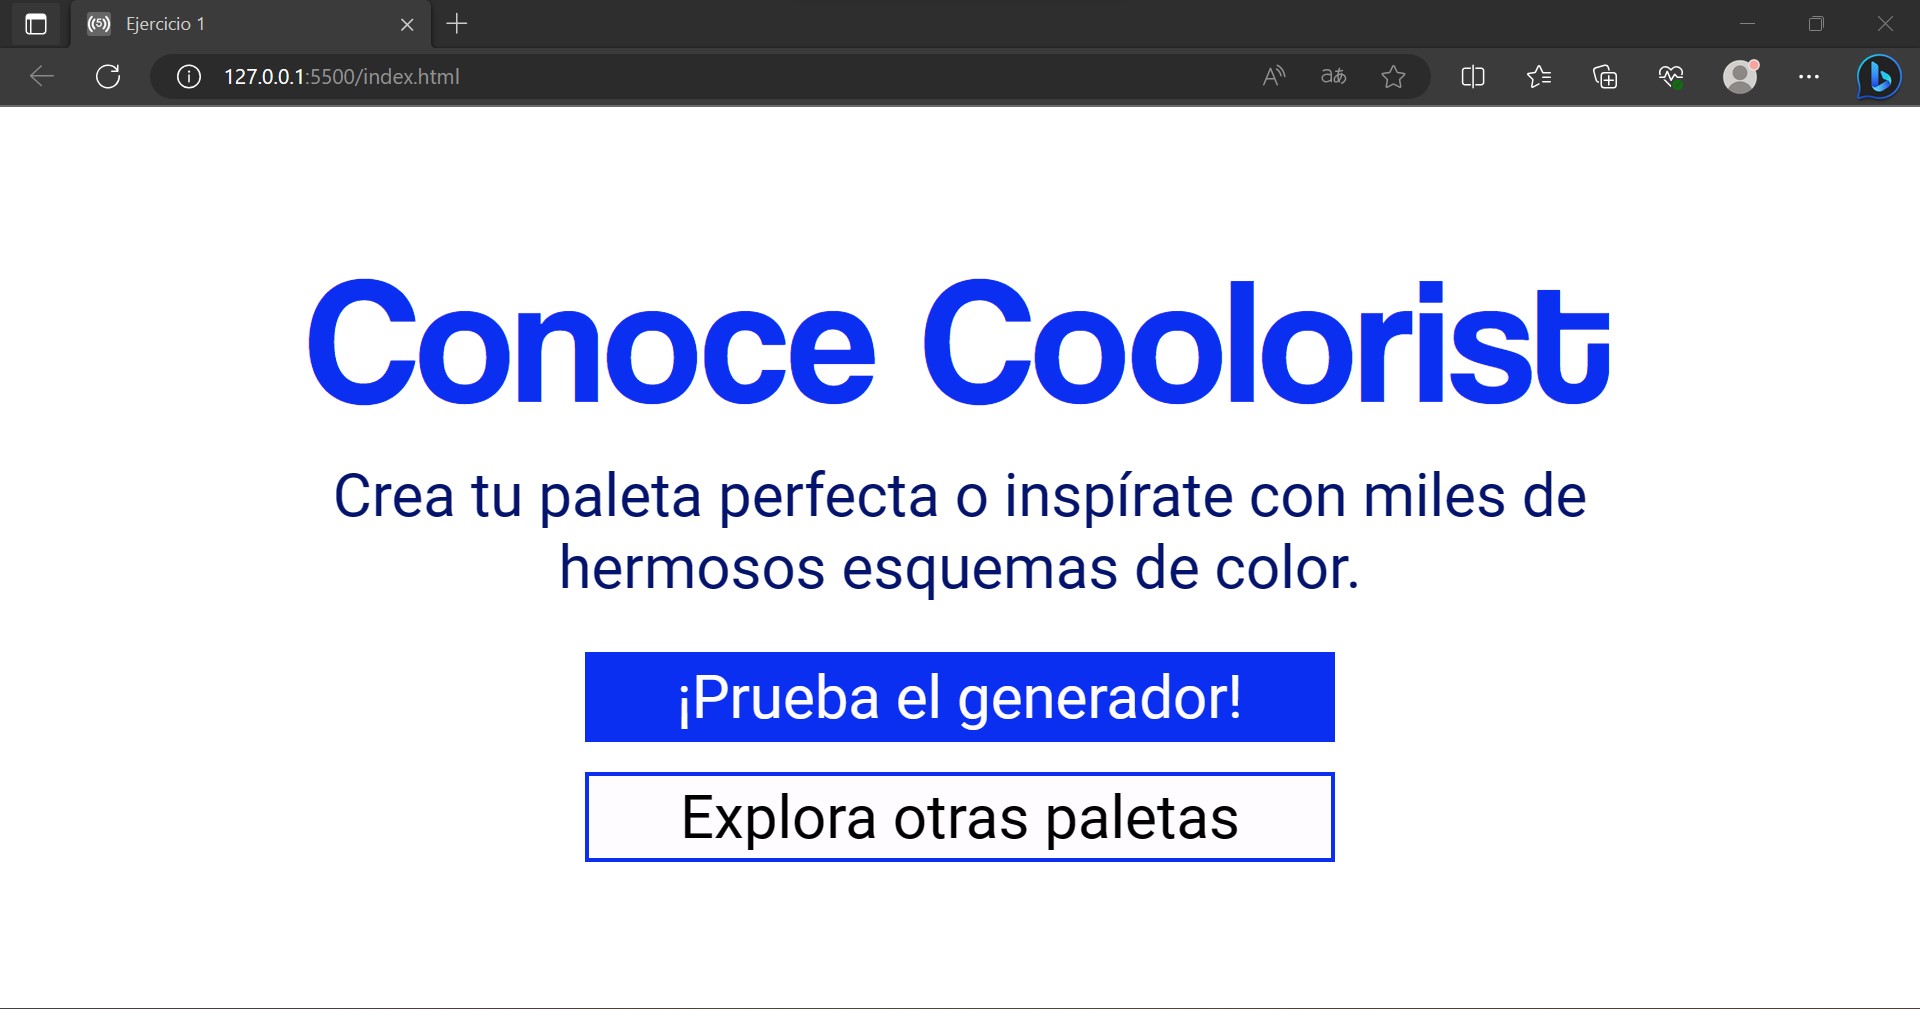 Ejercicio 1
127.0.0.1:5500/index.html
Conoce Coolorist
Crea tu paleta perfecta o inspírate con miles de
hermosos esquemas de color.
¡Prueba el generador!
Explora otras paletas